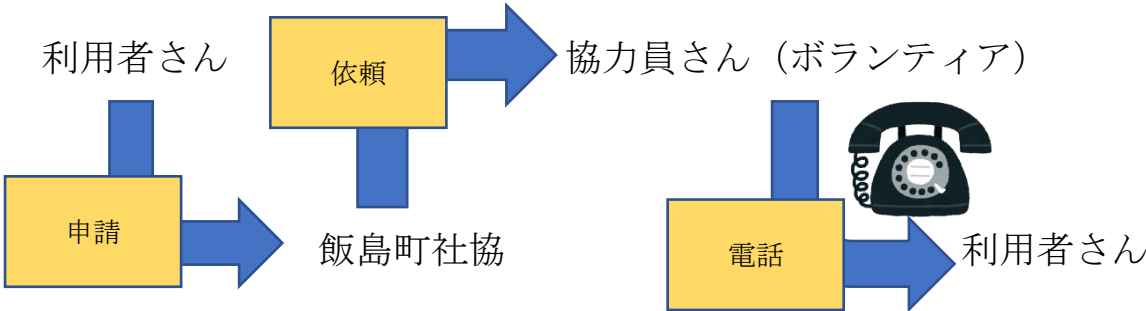 利用者さん
申請
飯島町社協
依頼
協力員さん（ボランティア）
電話
利用者さん